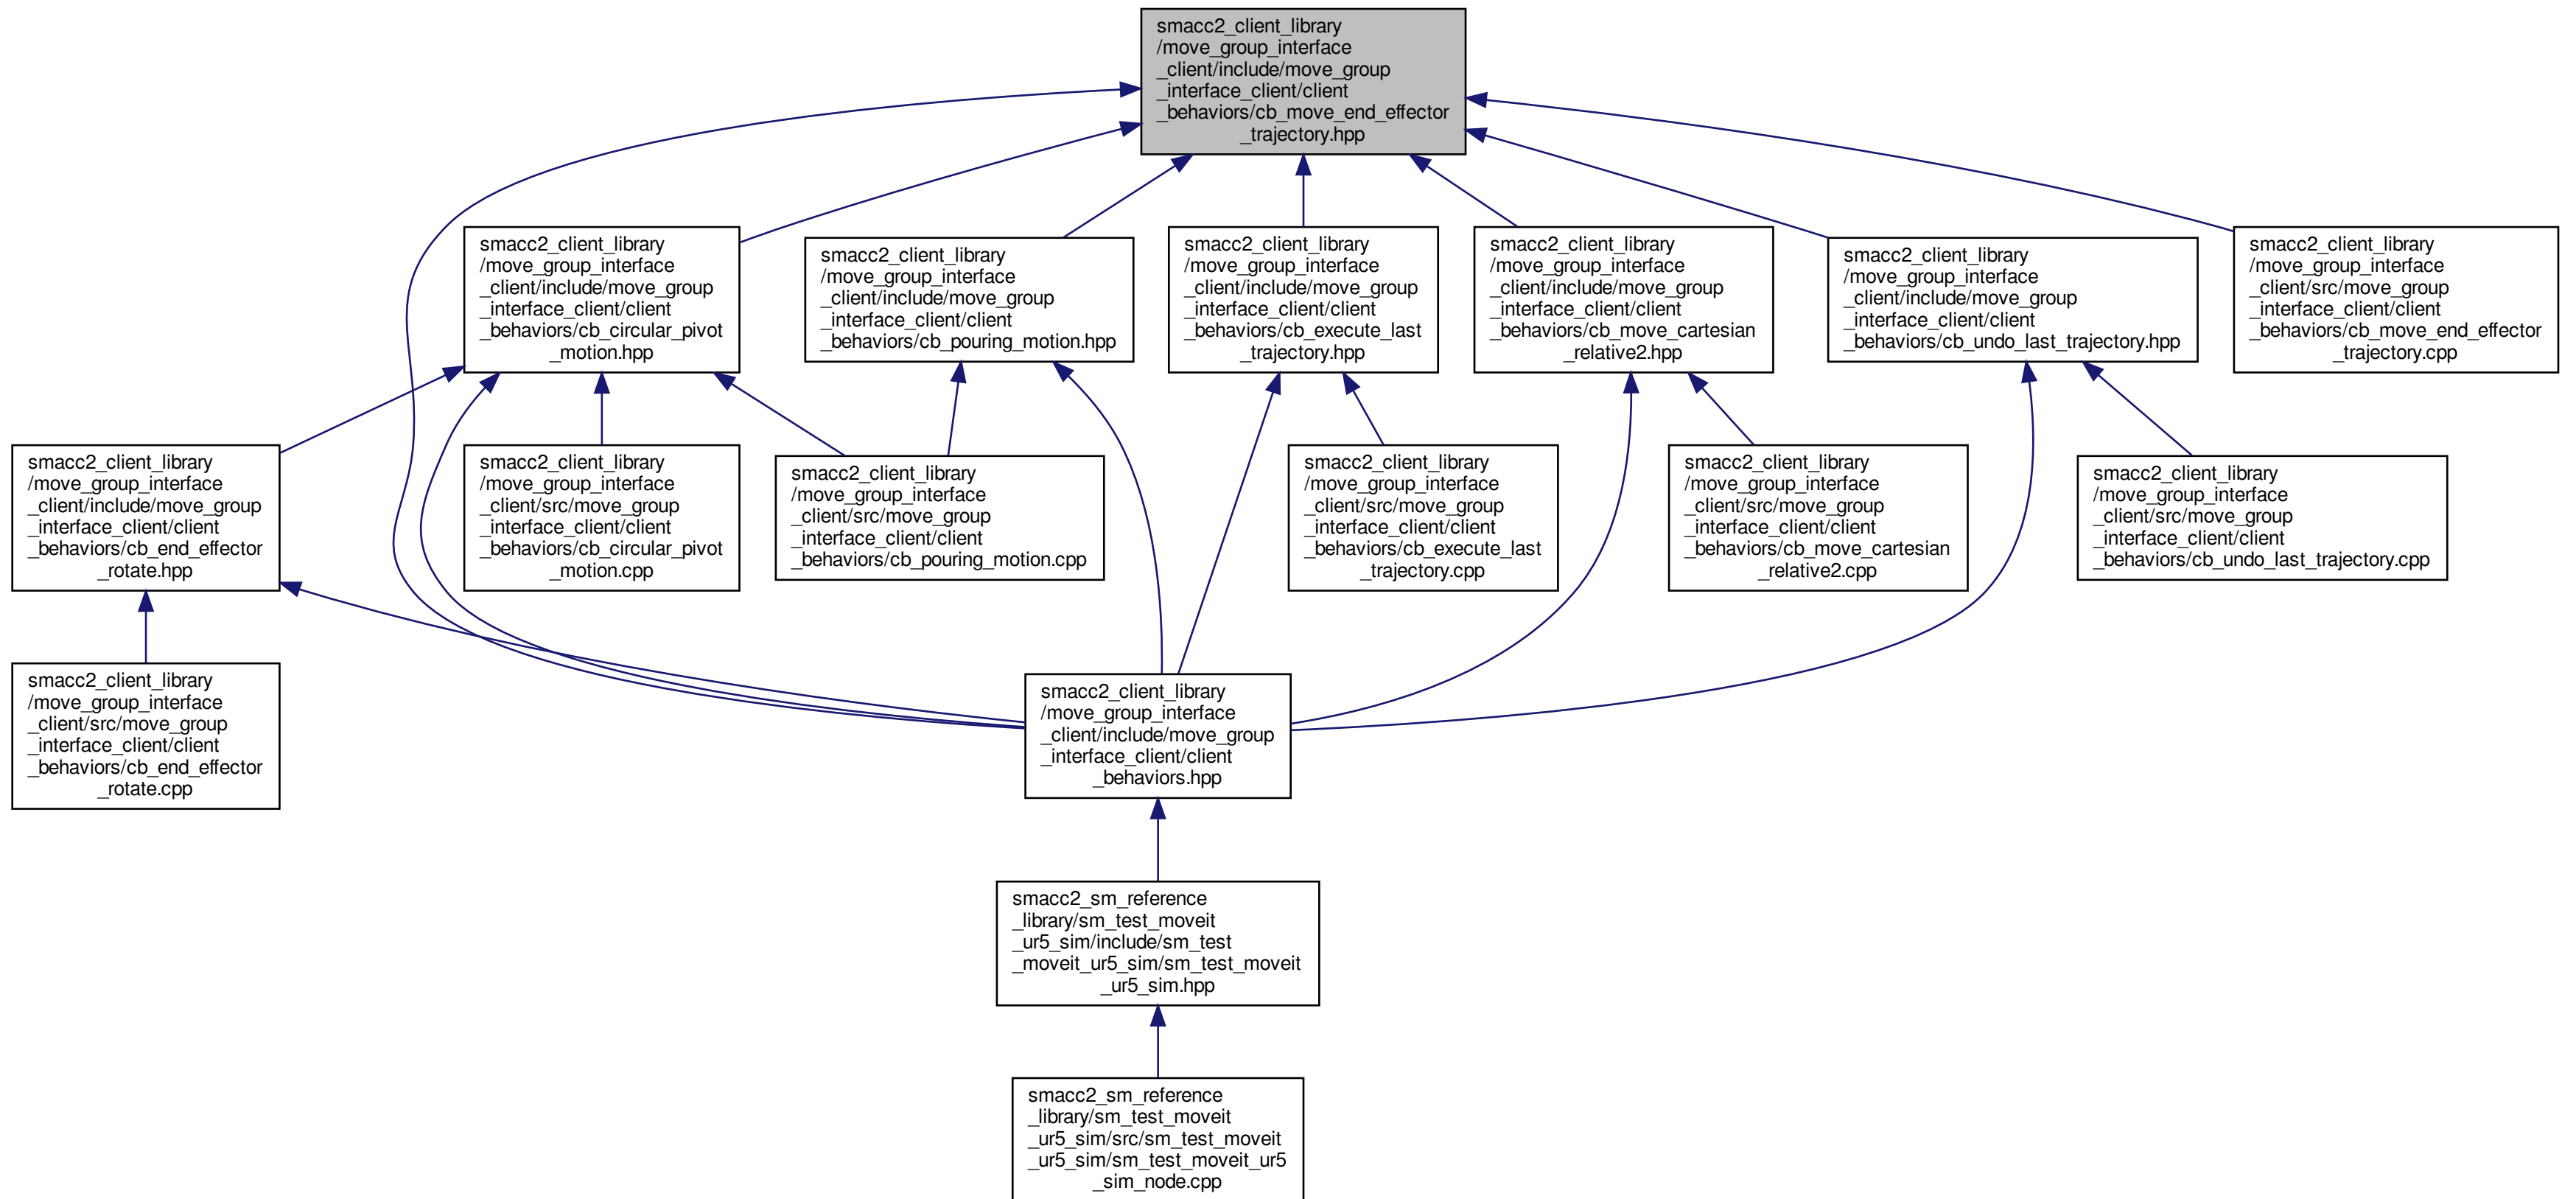 smacc2_client_library
/move_group_interface
_client/include/move_group
_interface_client/client
_behaviors/cb_move_end_effector
_trajectory.hpp
smacc2_client_library
/move_group_interface
_client/include/move_group
_interface_client/client
_behaviors/cb_circular_pivot
_motion.hpp
smacc2_client_library
/move_group_interface
_client/include/move_group
_interface_client/client
_behaviors/cb_pouring_motion.hpp
smacc2_client_library
/move_group_interface
_client/include/move_group
_interface_client/client
_behaviors/cb_execute_last
_trajectory.hpp
smacc2_client_library
/move_group_interface
_client/include/move_group
_interface_client/client
_behaviors/cb_move_cartesian
_relative2.hpp
smacc2_client_library
/move_group_interface
_client/include/move_group
_interface_client/client
_behaviors/cb_undo_last_trajectory.hpp
smacc2_client_library
/move_group_interface
_client/src/move_group
_interface_client/client
_behaviors/cb_move_end_effector
_trajectory.cpp
smacc2_client_library
/move_group_interface
_client/include/move_group
_interface_client/client
_behaviors/cb_end_effector
_rotate.hpp
smacc2_client_library
/move_group_interface
_client/src/move_group
_interface_client/client
_behaviors/cb_circular_pivot
_motion.cpp
smacc2_client_library
/move_group_interface
_client/src/move_group
_interface_client/client
_behaviors/cb_pouring_motion.cpp
smacc2_client_library
/move_group_interface
_client/src/move_group
_interface_client/client
_behaviors/cb_execute_last
_trajectory.cpp
smacc2_client_library
/move_group_interface
_client/src/move_group
_interface_client/client
_behaviors/cb_move_cartesian
_relative2.cpp
smacc2_client_library
/move_group_interface
_client/src/move_group
_interface_client/client
_behaviors/cb_undo_last_trajectory.cpp
smacc2_client_library
/move_group_interface
_client/src/move_group
_interface_client/client
_behaviors/cb_end_effector
_rotate.cpp
smacc2_client_library
/move_group_interface
_client/include/move_group
_interface_client/client
_behaviors.hpp
smacc2_sm_reference
_library/sm_test_moveit
_ur5_sim/include/sm_test
_moveit_ur5_sim/sm_test_moveit
_ur5_sim.hpp
smacc2_sm_reference
_library/sm_test_moveit
_ur5_sim/src/sm_test_moveit
_ur5_sim/sm_test_moveit_ur5
_sim_node.cpp